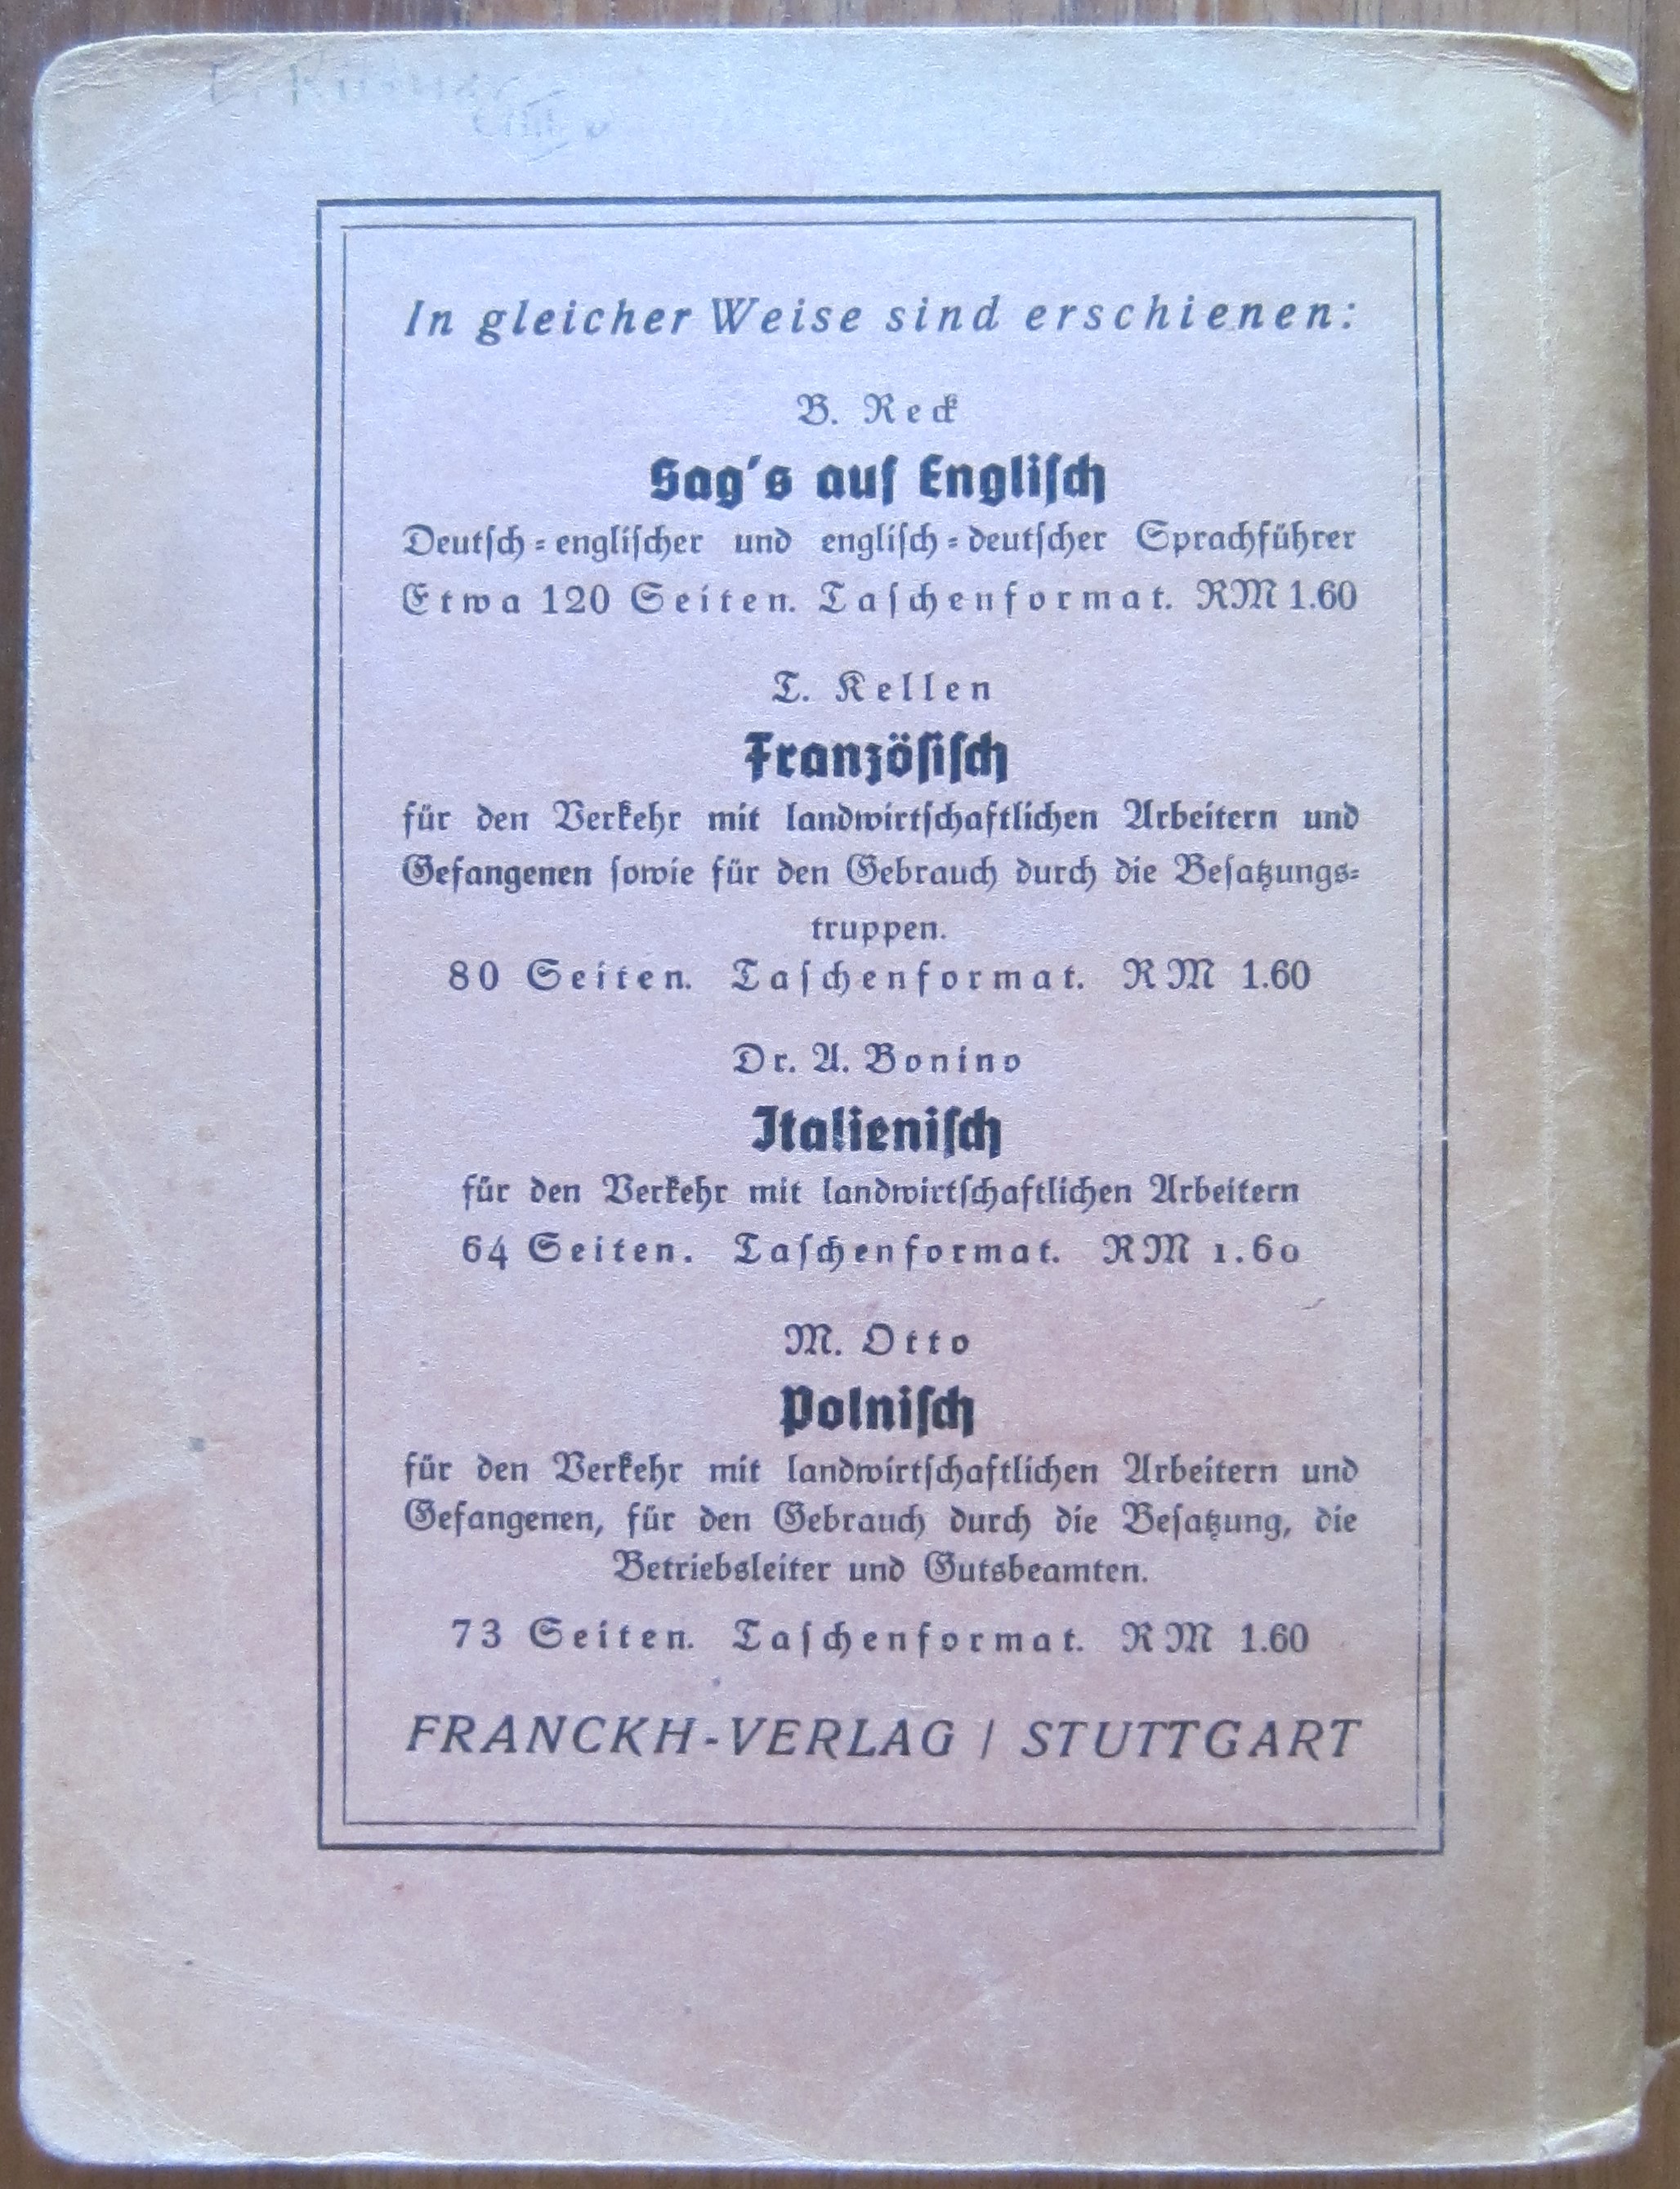 In gleicher Weise sind erschienen:
B. Reck
Sag's auf Engliſch
Deutſch-engliſcher und engliſch-deutſcher Sprachführer
Etwa 120 Seiten. Taſchenformat. RM 1.60
T. Kellen
Franzöſiſch
für den Verkehr mit landwirtſchaftlichen Arbeitern und
Gefangenen ſowie für den Gebrauch durch die Beſatzungs-
truppen.
80 Seiten. Taſchenformat. RM 1.60
Dr. A. Bonino
Italieniſch
für den Verkehr mit landwirtſchaftlichen Arbeitern
64 Seiten. Taſchenformat. RM 1.60
M. Otto
Polniſch
für den Verkehr mit landwirtſchaftlichen Arbeitern und
Gefangenen, für den Gebrauch durch die Beſatzung, die
Betriebsleiter und Gutsbeamten.
73 Seiten. Taſchenformat. RM 1.60
FRANCKH-VERLAG / STUTTGART